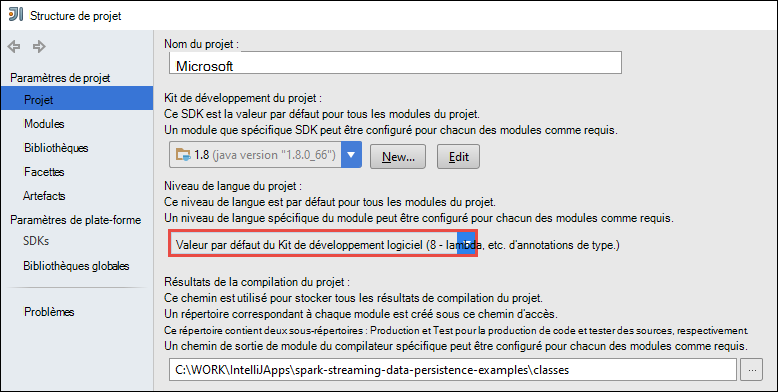 Structure de projet
Paramètres de projet
Projet
Modules
Bibliothèques
Facettes
Artefacts
Paramètres de plate-forme
SDKs
Bibliothèques globales
Problèmes
Nom du projet :
Microsoft
Kit de développement du projet :
Ce SDK est la valeur par défaut pour tous les modules du projet.
Un module que spécifique SDK peut être configuré pour chacun des modules comme requis.
1.8 (java version "1.8.0_66")
New...
Edit
Niveau de langue du projet :
Ce niveau de langue est par défaut pour tous les modules du projet.
Un niveau de langue spécifique du module peut être configuré pour chacun des modules comme requis.
Valeur par défaut du Kit de développement logiciel (8 - lambda, etc. d'annotations de type.)
Résultats de la compilation du projet :
Ce chemin est utilisé pour stocker tous les résultats de compilation du projet.
Un répertoire correspondant à chaque module est créé sous ce chemin d'accès.
Ce répertoire contient deux sous-répertoires : Production et Test pour la production de code et tester des sources, respectivement.
Un chemin de sortie de module du compilateur spécifique peut être configuré pour chacun des modules comme requis.
C:\WORK\IntelliJApps\spark-streaming-data-persistence-examples\classes
...